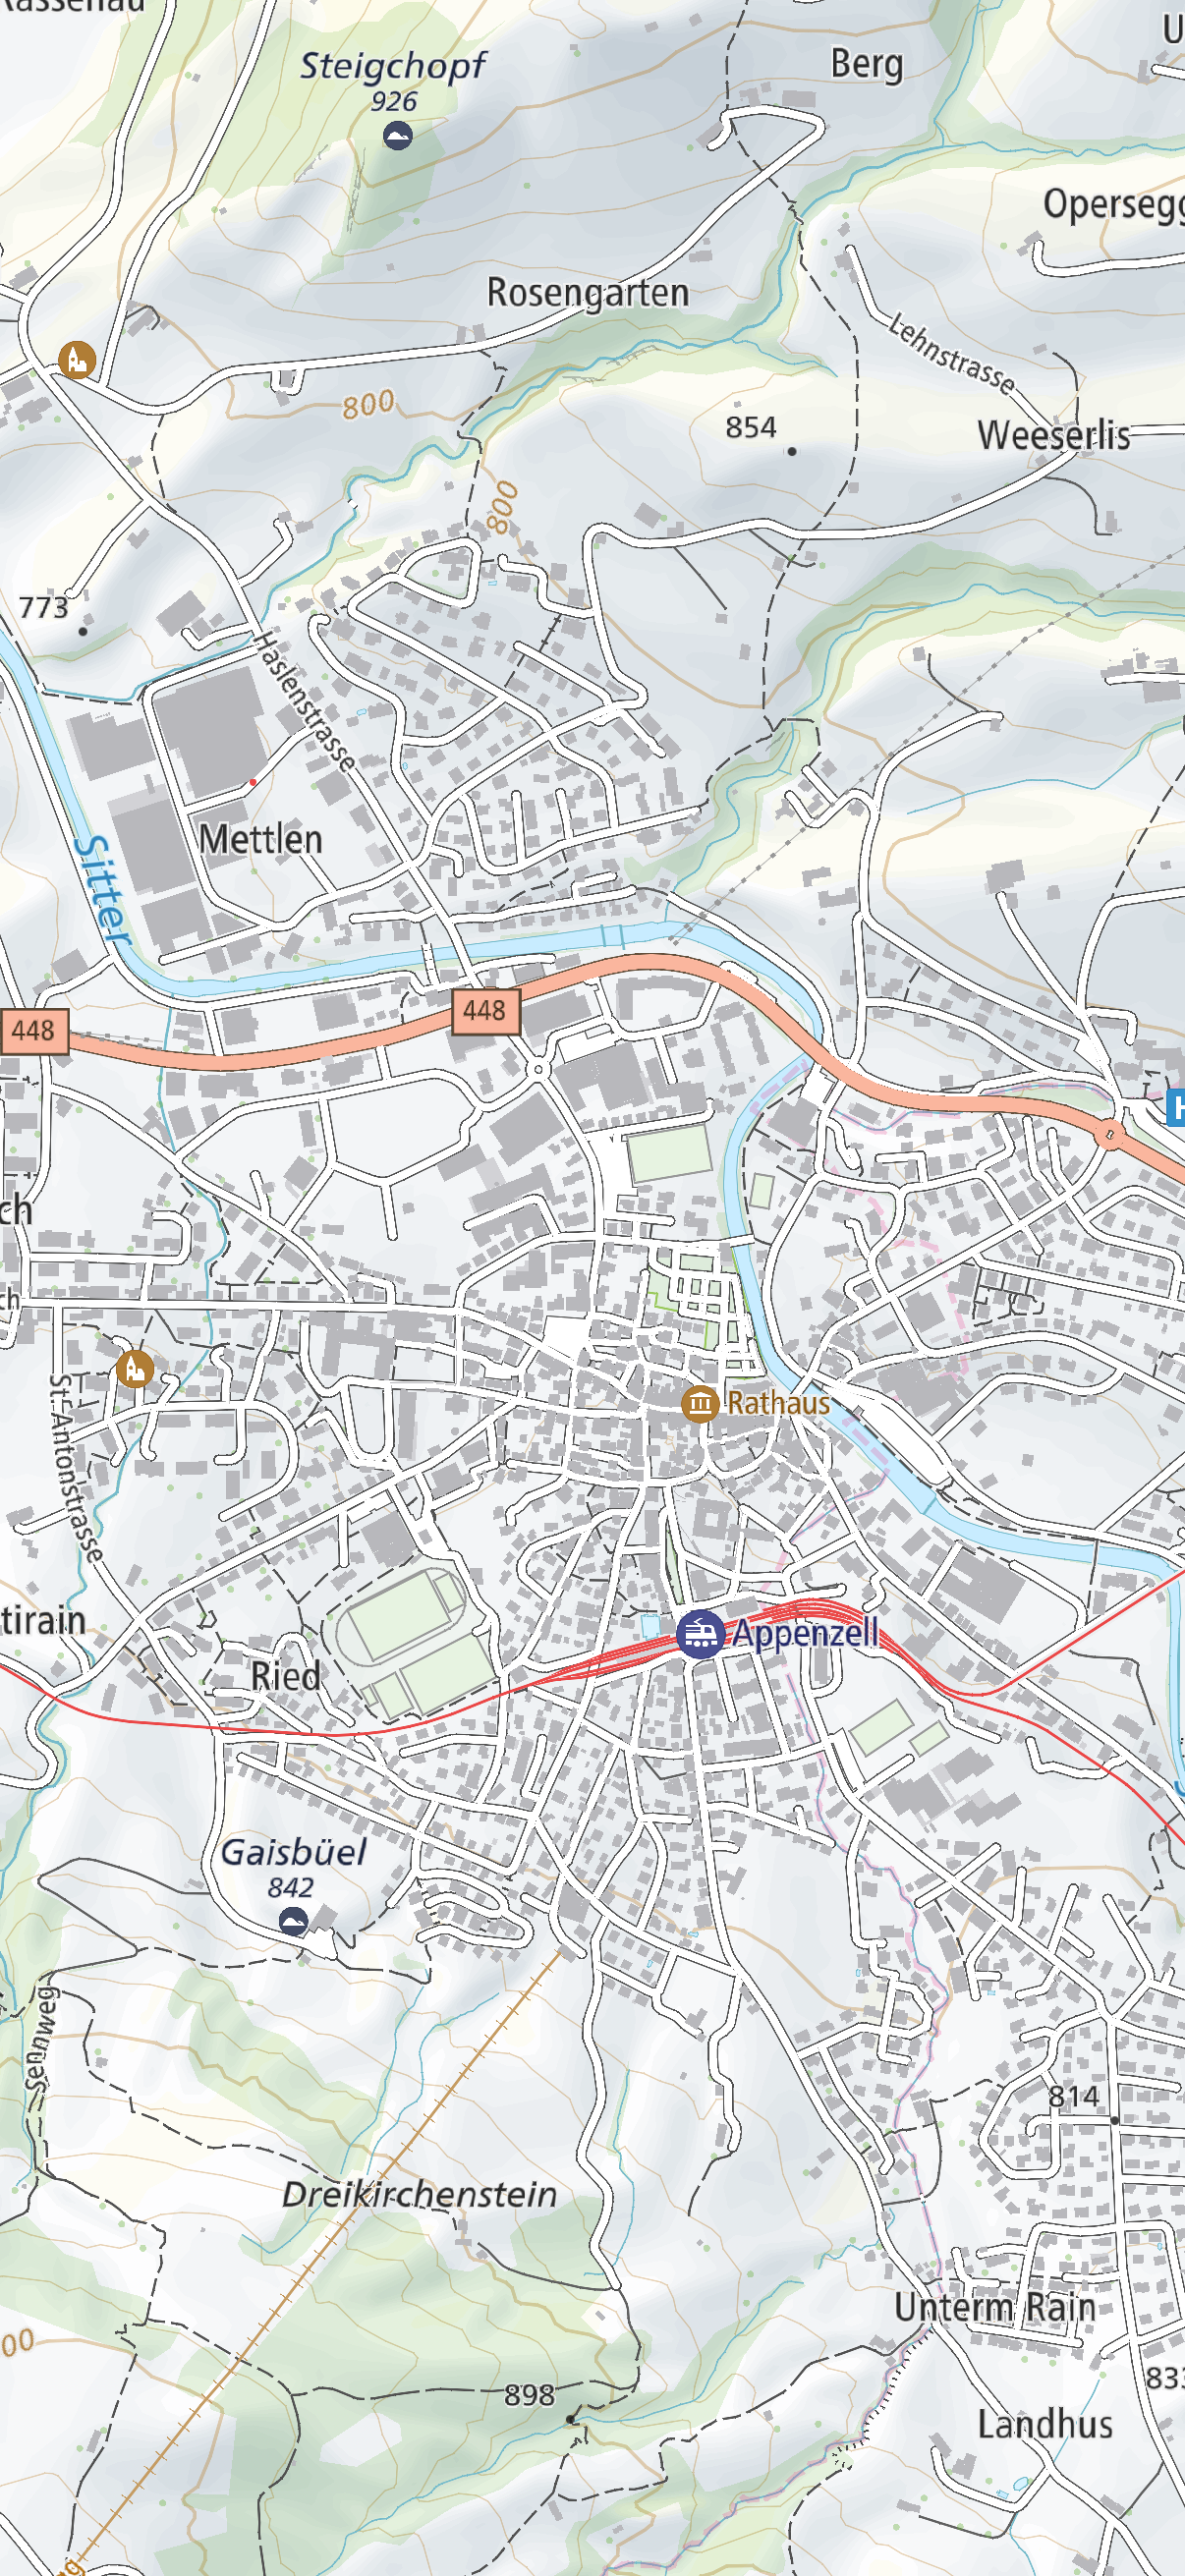 Steigchopf
926
Berg
Rosengarten
Lehnstrasse
800
854
Weeserlis
800
773
Haslenstrasse
Mettlen
Sitter
448
448
H
Rathaus
St. Antonstrasse
Appenzell
Ried
Gaisbüel
842
Sennweg
814
Dreikirchenstein
Unterm Rain
898
Landhus